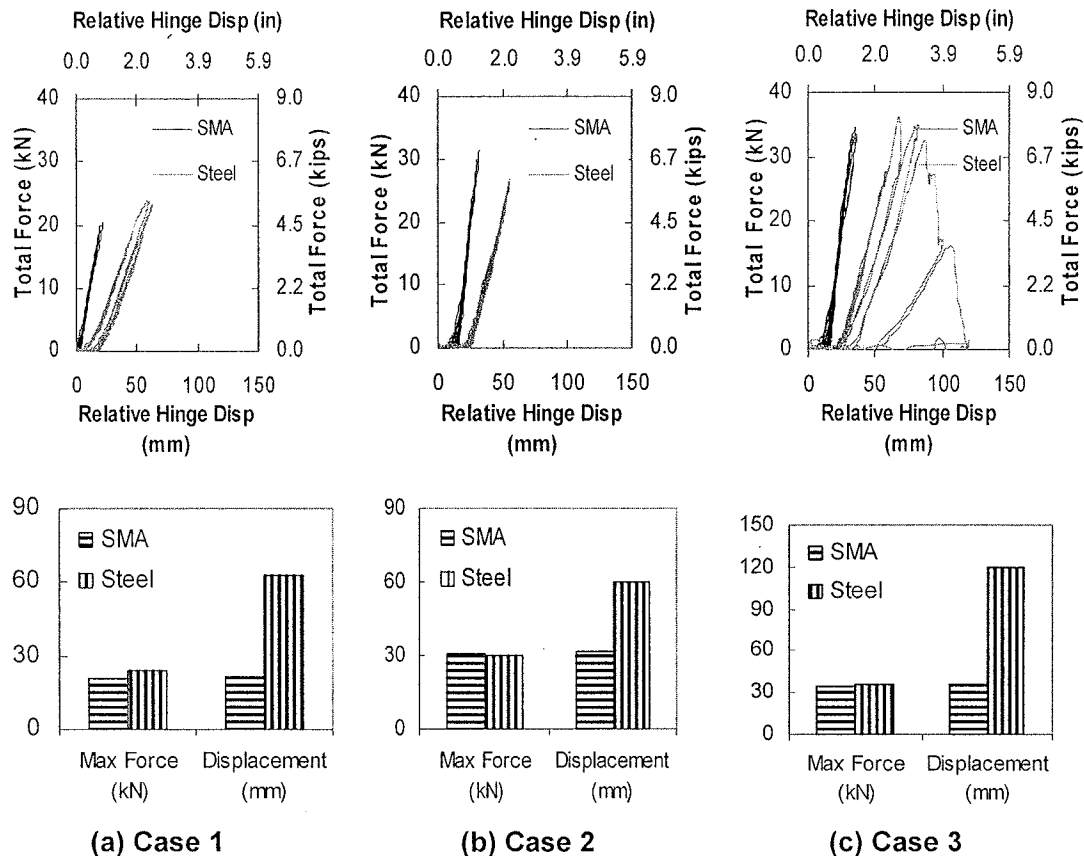 Relative Hinge Disp (in)
0.0 2.0 3.9 5.9
40
30
20
10
0
9.0
6.7
4.5
2.2
0.0
Total Force (kN)
Total Force (kips)
SMA
Steel
0 50 100 150
Relative Hinge Disp
(mm)
Relative Hinge Disp (in)
0.0 2.0 3.9 5.9
40
30
20
10
0
9.0
6.7
4.5
2.2
0.0
Total Force (kN)
Total Force (kips)
SMA
Steel
0 50 100 150
Relative Hinge Disp
(mm)
Relative Hinge Disp (in)
0.0 2.0 3.9 5.9
40
30
20
10
0
9.0
6.7
4.5
2.2
0.0
Total Force (kN)
Total Force (kips)
SMA
Steel
0 50 100 150
Relative Hinge Disp
(mm)
90
60
30
0
SMA
Steel
Max Force Displacement
(kN) (mm)
(a) Case 1
90
60
30
0
SMA
Steel
Max Force Displacement
(kN) (mm)
(b) Case 2
150
120
90
60
30
0
SMA
Steel
Max Force Displacement
(kN) (mm)
(c) Case 3